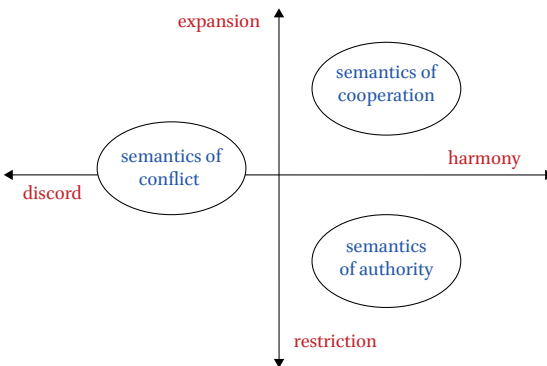 expansion
semantics of
cooperation
semantics of
conflict
harmony
discord
semantics
of authority
restriction